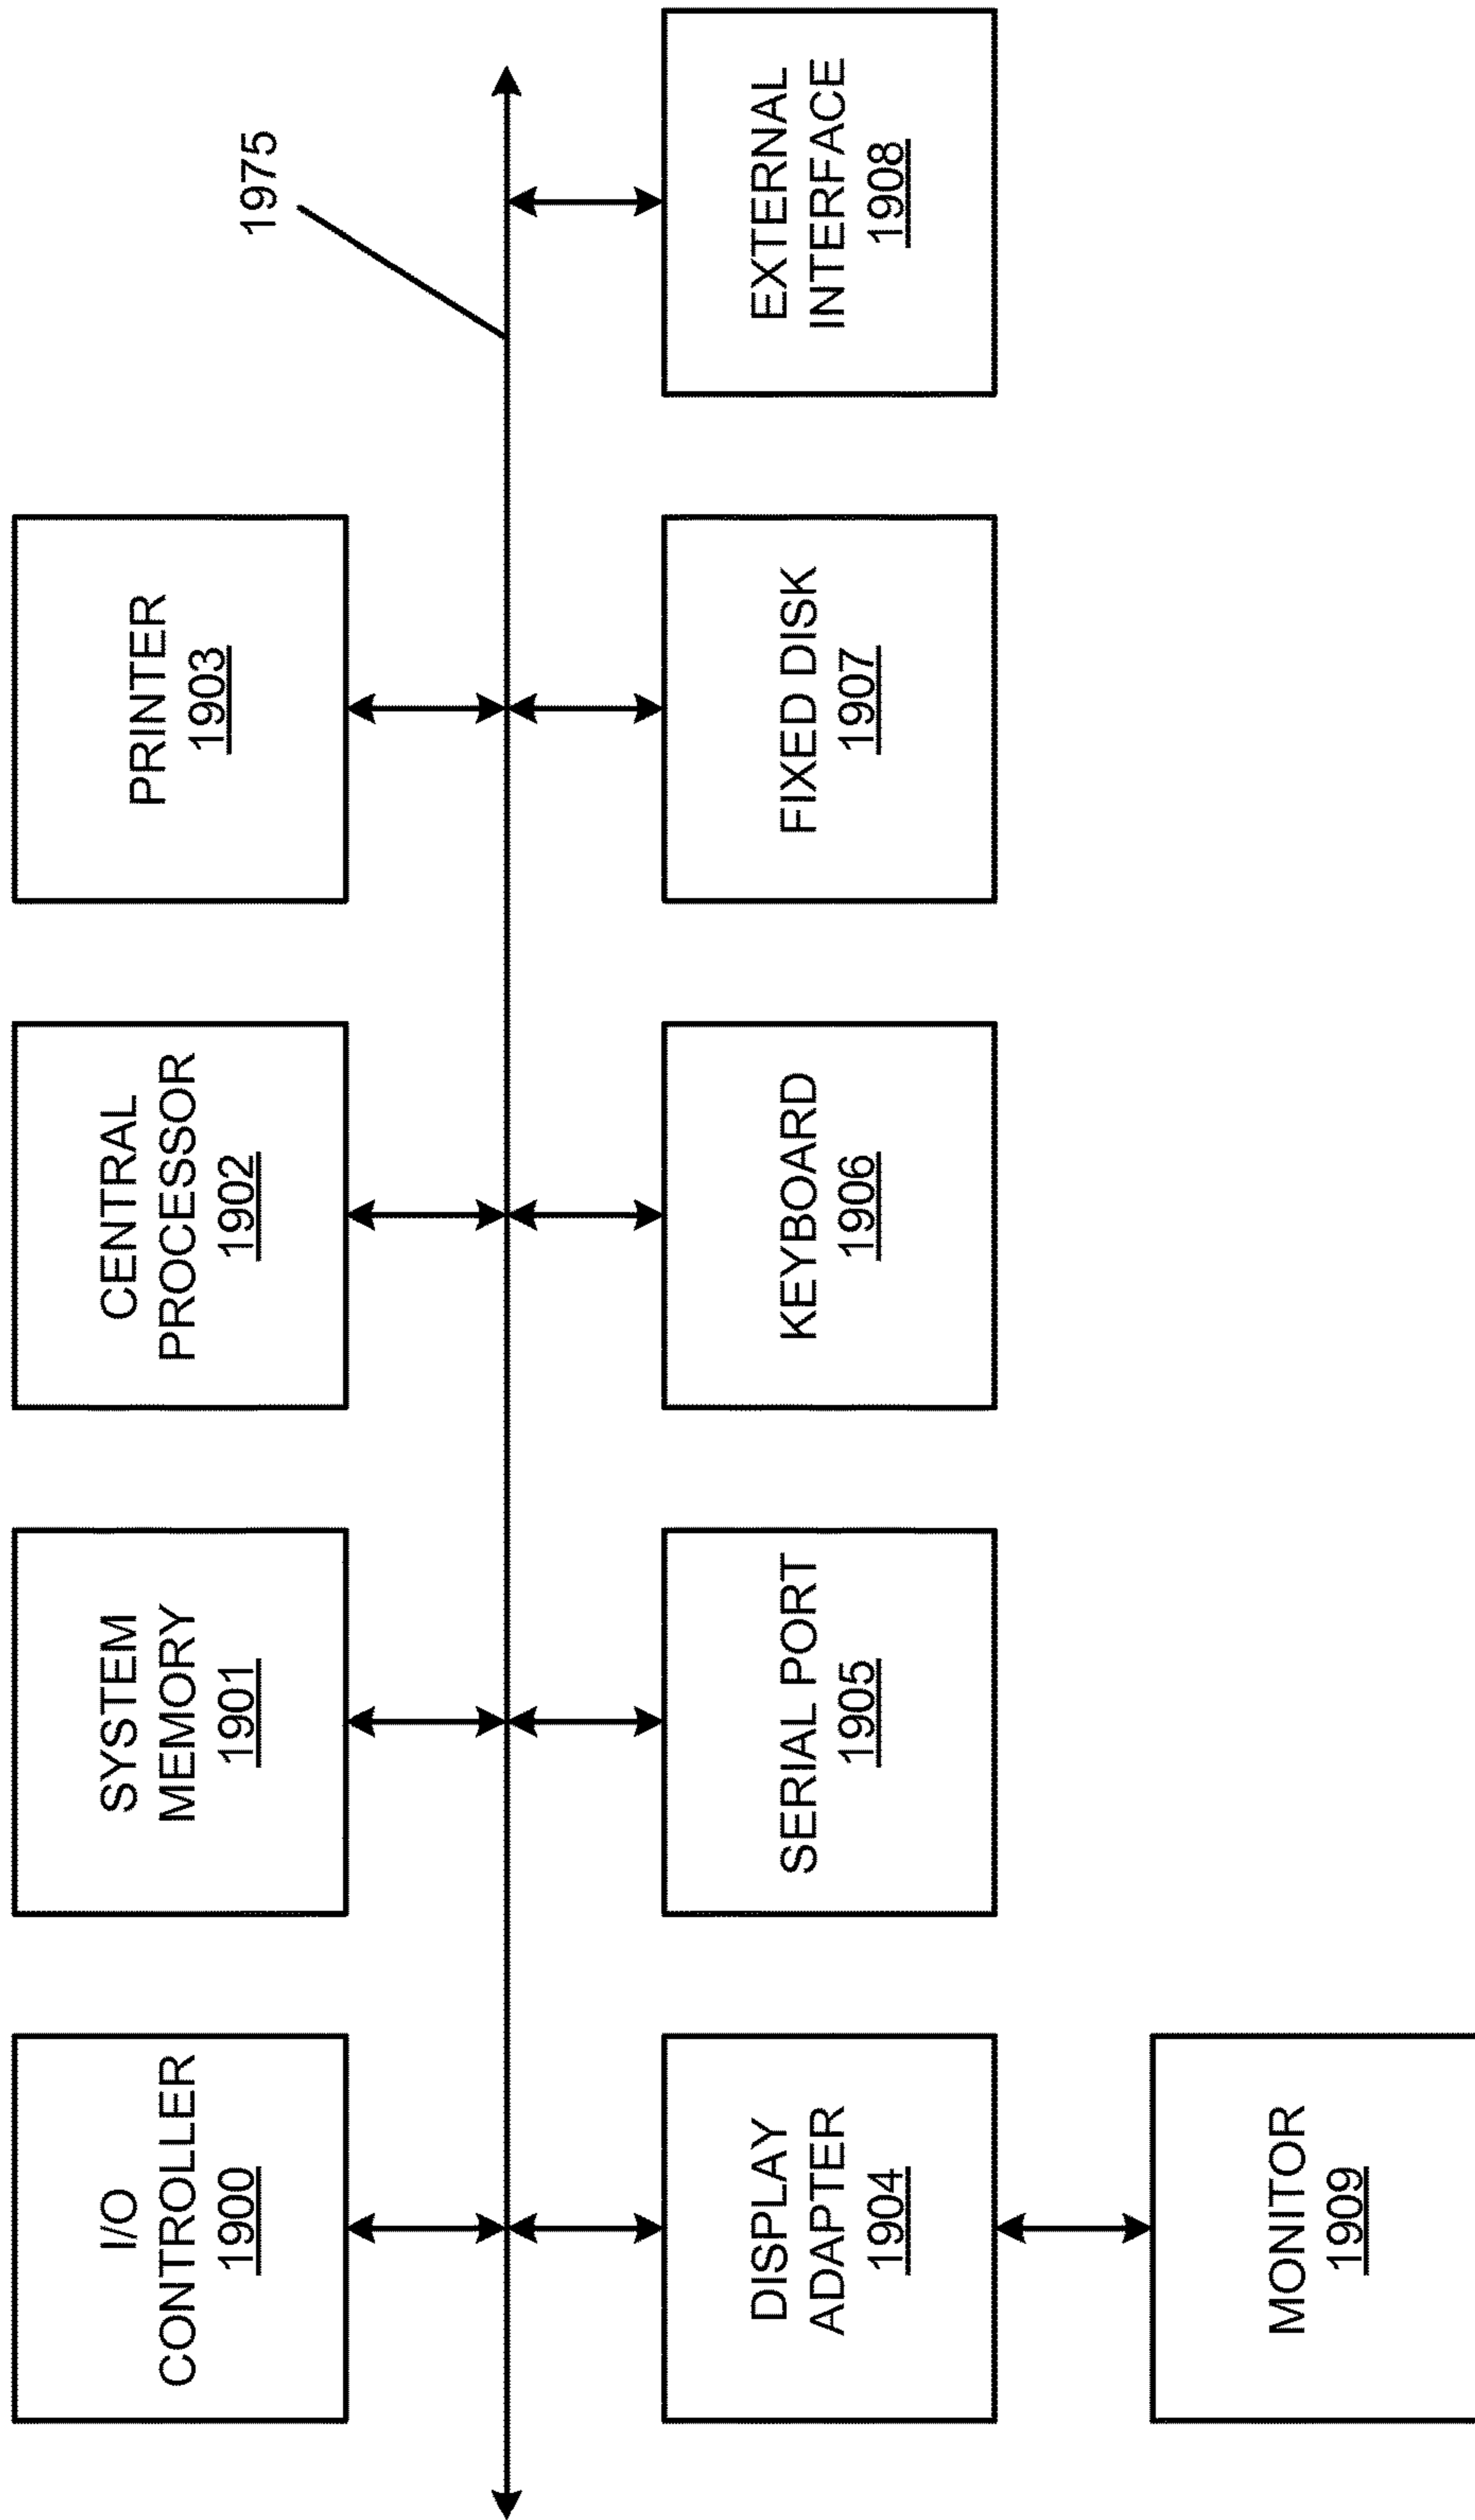 I/O
CONTROLLER
1900
SYSTEM
MEMORY
1901
CENTRAL
PROCESSOR
1902
PRINTER
1903
1975
DISPLAY
ADAPTER
1904
SERIAL PORT
1905
KEYBOARD
1906
FIXED DISK
1907
EXTERNAL
INTERFACE
1908
MONITOR
1909